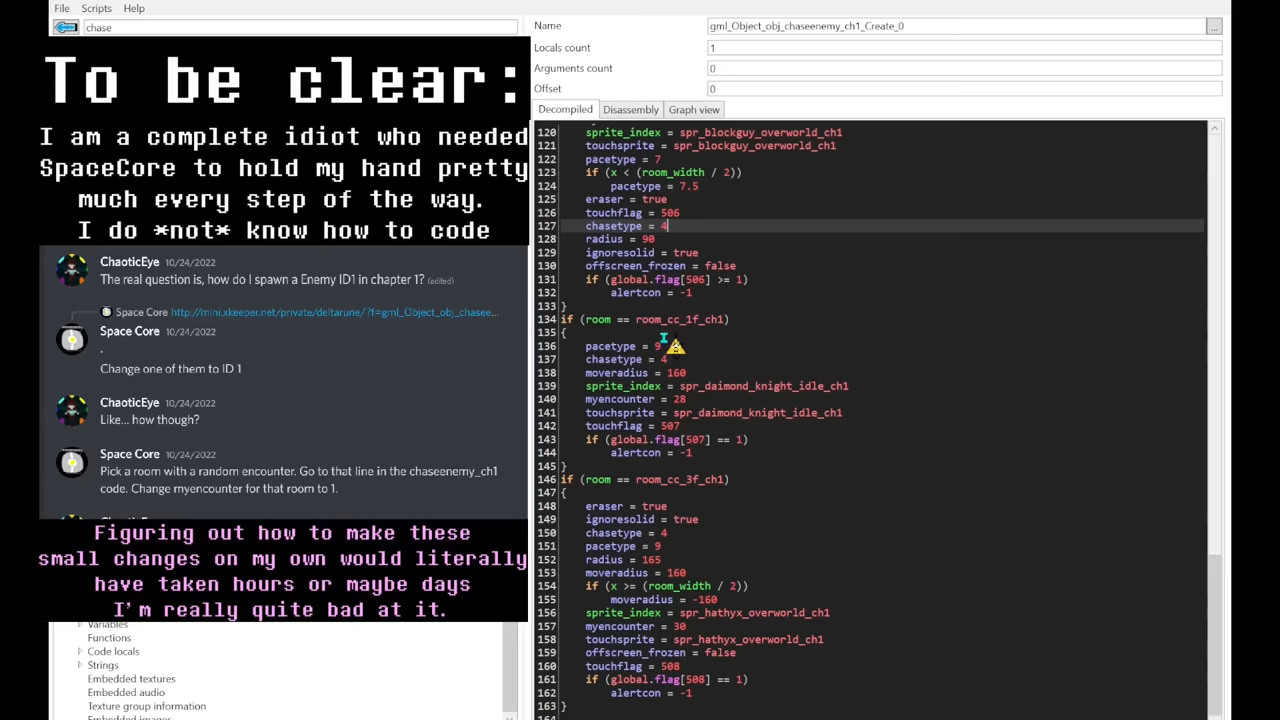 File Scripts Help
chase
To be clear:
I am a complete idiot who needed
SpaceCore to hold my hand pretty
much every step of the way.
I do *not* know how to code
ChaoticEye 10/24/2022
The real question is, how do I spawn a Enemy ID1 in chapter 1? (edited)
Space Core http://mini.xkeeper.net/private/deltarune/?f=gml_Object_obj_chasee...
Space Core 10/24/2022
.
Change one of them to ID 1
ChaoticEye 10/24/2022
Like... how though?
Space Core 10/24/2022
Pick a room with a random encounter. Go to that line in the chaseenemy_ch1
code. Change myencounter for that room to 1.
Figuring out how to make these
small changes on my own would literally
have taken hours or maybe days
I'm really quite bad at it.
Variables
Functions
Code locals
Strings
Embedded textures
Embedded audio
Texture group information
Embedded images
Name gml_Object_obj_chaseenemy_ch1_Create_0 ...
Locals count 1
Arguments count 0
Offset 0
Decompiled Disassembly Graph view
120 sprite_index = spr_blockguy_overworld_ch1
121 touchsprite = spr_blockguy_overworld_ch1
122 pacetype = 7
123 if (x < (room_width / 2))
124 pacetype = 7.5
125 eraser = true
126 touchflag = 506
127 chasetype = 4
128 radius = 90
129 ignoresolid = true
130 offscreen_frozen = false
131 if (global.flag[506] >= 1)
132 alertcon = -1
133 }
134 if (room == room_cc_1f_ch1)
135 {
136 pacetype = 9
137 chasetype = 4
138 moveradius = 160
139 sprite_index = spr_daimond_knight_idle_ch1
140 myencounter = 28
141 touchsprite = spr_daimond_knight_idle_ch1
142 touchflag = 507
143 if (global.flag[507] == 1)
144 alertcon = -1
145 }
146 if (room == room_cc_3f_ch1)
147 {
148 eraser = true
149 ignoresolid = true
150 chasetype = 4
151 pacetype = 9
152 radius = 165
153 moveradius = 160
154 if (x >= (room_width / 2))
155 moveradius = -160
156 sprite_index = spr_hathyx_overworld_ch1
157 myencounter = 30
158 touchsprite = spr_hathyx_overworld_ch1
159 offscreen_frozen = false
160 touchflag = 508
161 if (global.flag[508] == 1)
162 alertcon = -1
163 }
164